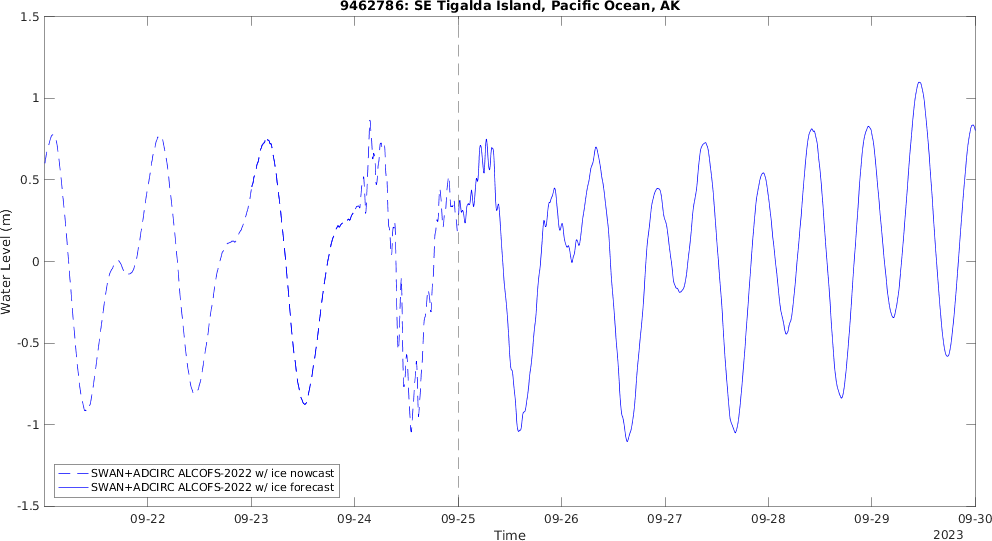 9462786: SE Tigalda Island, Pacific Ocean, AK
1.5
1
0.5
0
-0.5
-1
-1.5
Water Level (m)
SWAN+ADCIRC ALCOFS-2022 w/ ice nowcast
SWAN+ADCIRC ALCOFS-2022 w/ ice forecast
09-22 09-23 09-24 09-25 09-26 09-27 09-28 09-29 09-30
Time
2023